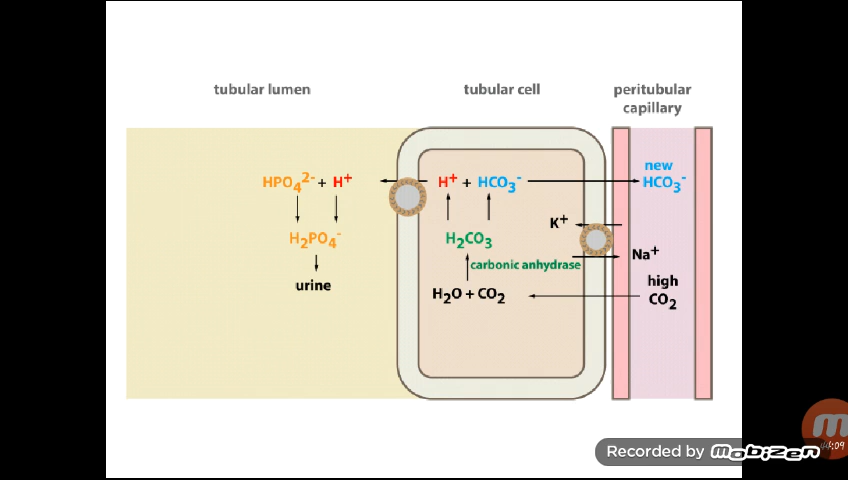 tubular lumen
tubular cell
peritubular
capillary
HPO₄²⁻ + H⁺
H⁺ + HCO₃⁻
new
HCO₃⁻
K⁺
H₂PO₄⁻
H₂CO₃
Na⁺
carbonic anhydrase
urine
H₂O + CO₂
high
CO₂
Recorded by mobizen